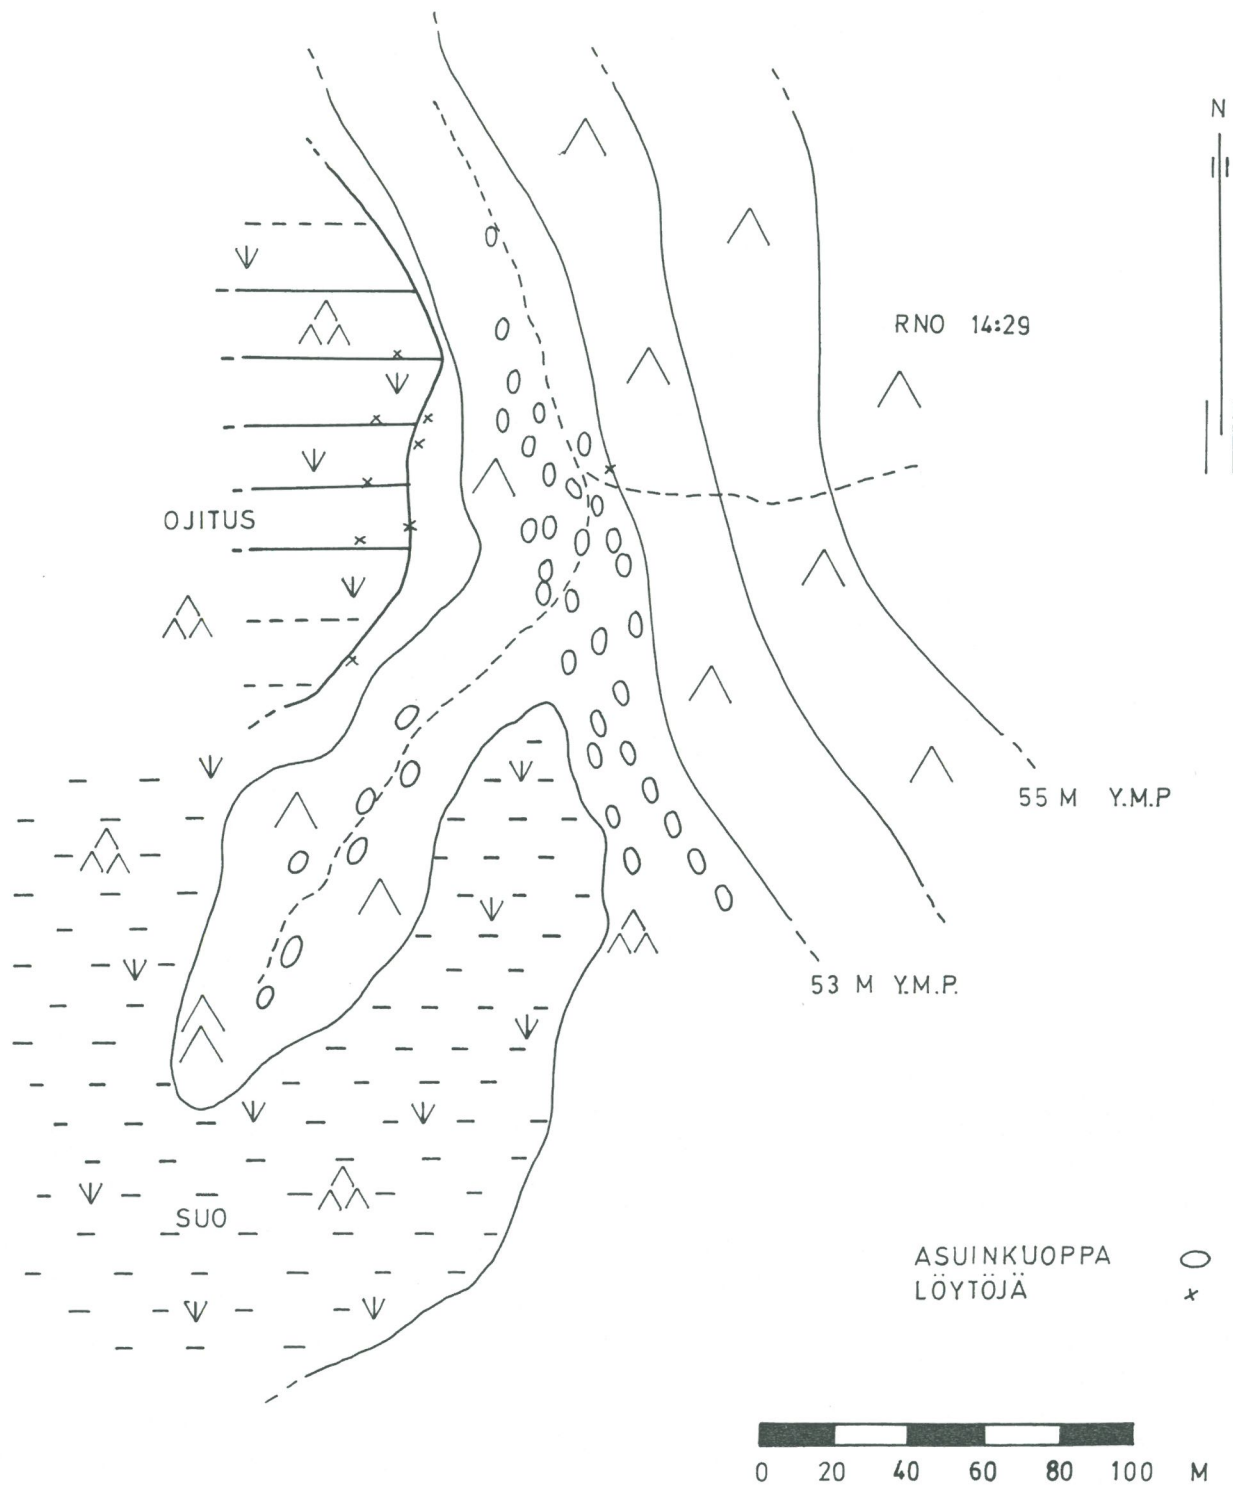 N
RNO 14:29
OJITUS
55 M Y.M.P
53 M Y.M.P.
SUO
ASUINKUOPPA
LÖYTÖJÄ
0 20 40 60 80 100 M